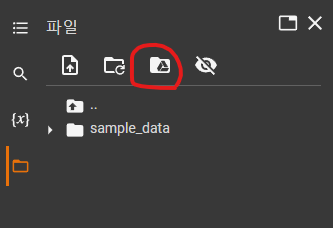 파일
{x}
..
sample_data